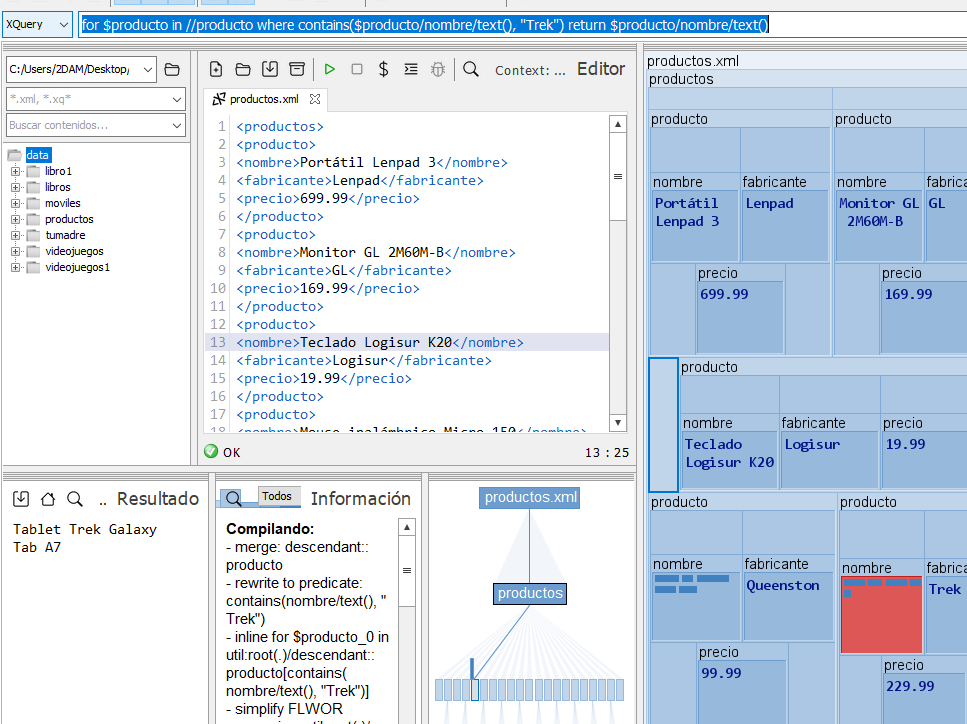 XQuery
for $producto in //producto where contains($producto/nombre/text(), "Trek") return $producto/nombre/text()
C:/Users/2DAM/Desktop/
*.xml, *.xq*
Buscar contenidos...
data
libro1
libros
moviles
productos
tumadre
videojuegos
videojuegos1
Context: ...
Editor
productos.xml
1 <productos>
2 <producto>
3 <nombre>Portátil Lenpad 3</nombre>
4 <fabricante>Lenpad</fabricante>
5 <precio>699.99</precio>
6 </producto>
7 <producto>
8 <nombre>Monitor GL 2M60M-B</nombre>
9 <fabricante>GL</fabricante>
10 <precio>169.99</precio>
11 </producto>
12 <producto>
13 <nombre>Teclado Logisur K20</nombre>
14 <fabricante>Logisur</fabricante>
15 <precio>19.99</precio>
16 </producto>
17 <producto>
18 <nombre>Mouse inalámbrico Micro 150</nombre>
OK
13:25
productos.xml
productos
producto
producto
nombre
fabricante
nombre
fabrica
Portátil
Lenpad 3
Lenpad
Monitor GL
2M60M-B
GL
precio
precio
699.99
169.99
producto
nombre
fabricante
precio
Teclado
Logisur K20
Logisur
19.99
producto
producto
nombre
fabricante
nombre
fabrica
Queenston
Trek
precio
precio
99.99
229.99
..
Resultado
Tablet Trek Galaxy
Tab A7
Todos
Información
Compilando:
- merge: descendant::
producto
- rewrite to predicate:
contains(nombre/text(), "
Trek")
- inline for $producto_0 in
util:root(.)/descendant::
producto[contains(
nombre/text(), "Trek")]
- simplify FLWOR
productos.xml
productos